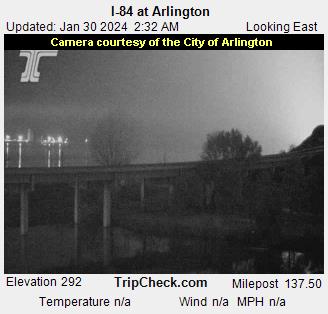 I-84 at Arlington
Updated: Jan 30 2024 2:32 AM Looking East
Camera courtesy of the City of Arlington
Elevation 292 TripCheck.com Milepost 137.50
Temperature n/a Wind n/a MPH n/a